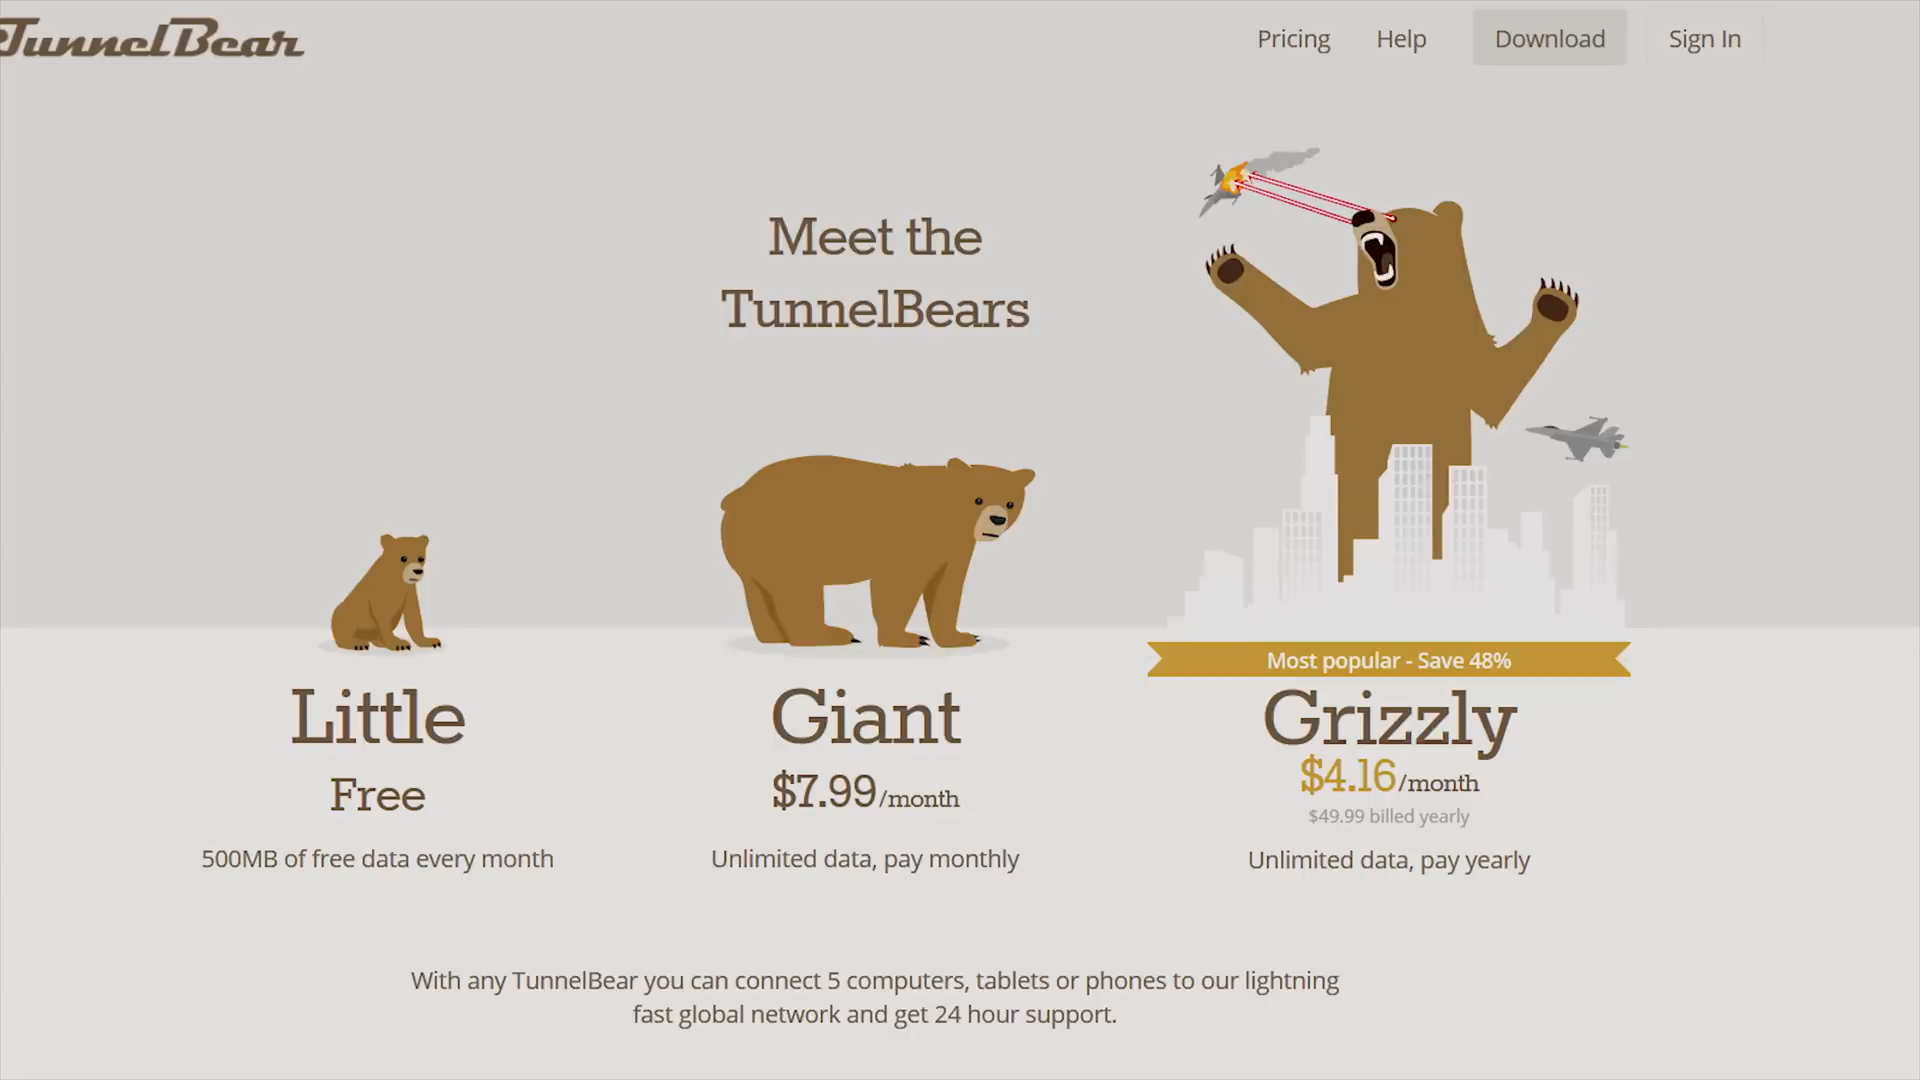 TunnelBear
Pricing
Help
Download
Sign In
Meet the
TunnelBears
Little
Free
500MB of free data every month
Giant
$7.99/month
Unlimited data, pay monthly
Most popular - Save 48%
Grizzly
$4.16/month
$49.99 billed yearly
Unlimited data, pay yearly
With any TunnelBear you can connect 5 computers, tablets or phones to our lightning
fast global network and get 24 hour support.